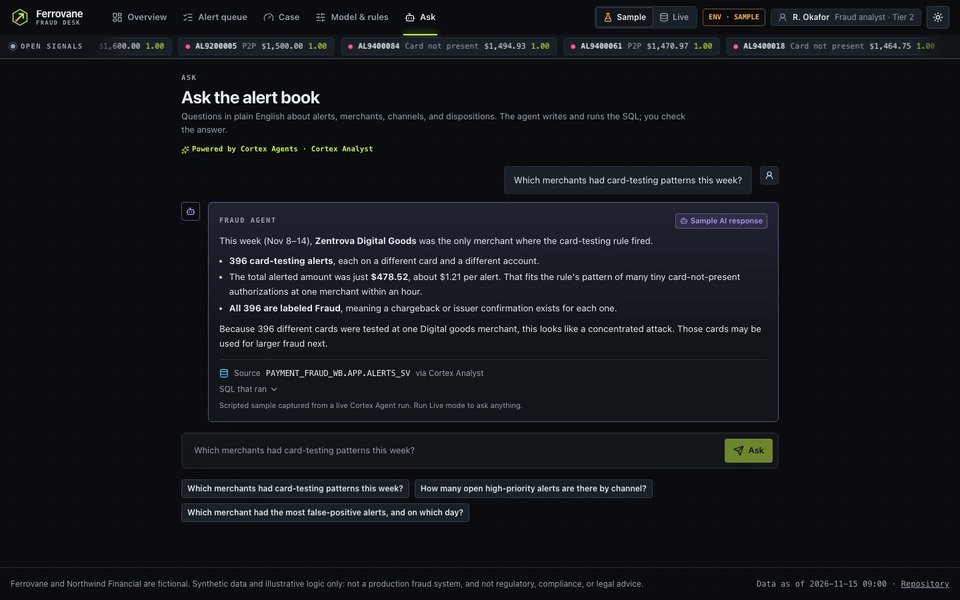 Ferrovane
FRAUD DESK
Overview
Alert queue
Case
Model & rules
Ask
Sample
Live
ENV · SAMPLE
R. Okafor Fraud analyst · Tier 2
OPEN SIGNALS
$1,600.00 1.00
AL9200005 P2P $1,500.00 1.00
AL9400084 Card not present $1,494.93 1.00
AL9400061 P2P $1,470.97 1.00
AL9400018 Card not present $1,464.75 1.00
ASK
Ask the alert book
Questions in plain English about alerts, merchants, channels, and dispositions. The agent writes and runs the SQL; you check
the answer.
Powered by Cortex Agents · Cortex Analyst
Which merchants had card-testing patterns this week?
FRAUD AGENT
Sample AI response
This week (Nov 8–14), Zentrova Digital Goods was the only merchant where the card-testing rule fired.
• 396 card-testing alerts, each on a different card and a different account.
• The total alerted amount was just $478.52, about $1.21 per alert. That fits the rule's pattern of many tiny card-not-present
authorizations at one merchant within an hour.
• All 396 are labeled Fraud, meaning a chargeback or issuer confirmation exists for each one.
Because 396 different cards were tested at one Digital goods merchant, this looks like a concentrated attack. Those cards may be
used for larger fraud next.
Source PAYMENT_FRAUD_WB.APP.ALERTS_SV via Cortex Analyst
SQL that ran
Scripted sample captured from a live Cortex Agent run. Run Live mode to ask anything.
Which merchants had card-testing patterns this week?
Ask
Which merchants had card-testing patterns this week?
How many open high-priority alerts are there by channel?
Which merchant had the most false-positive alerts, and on which day?
Ferrovane and Northwind Financial are fictional. Synthetic data and illustrative logic only: not a production fraud system, and not regulatory, compliance, or legal advice.
Data as of 2026-11-15 09:00 · Repository